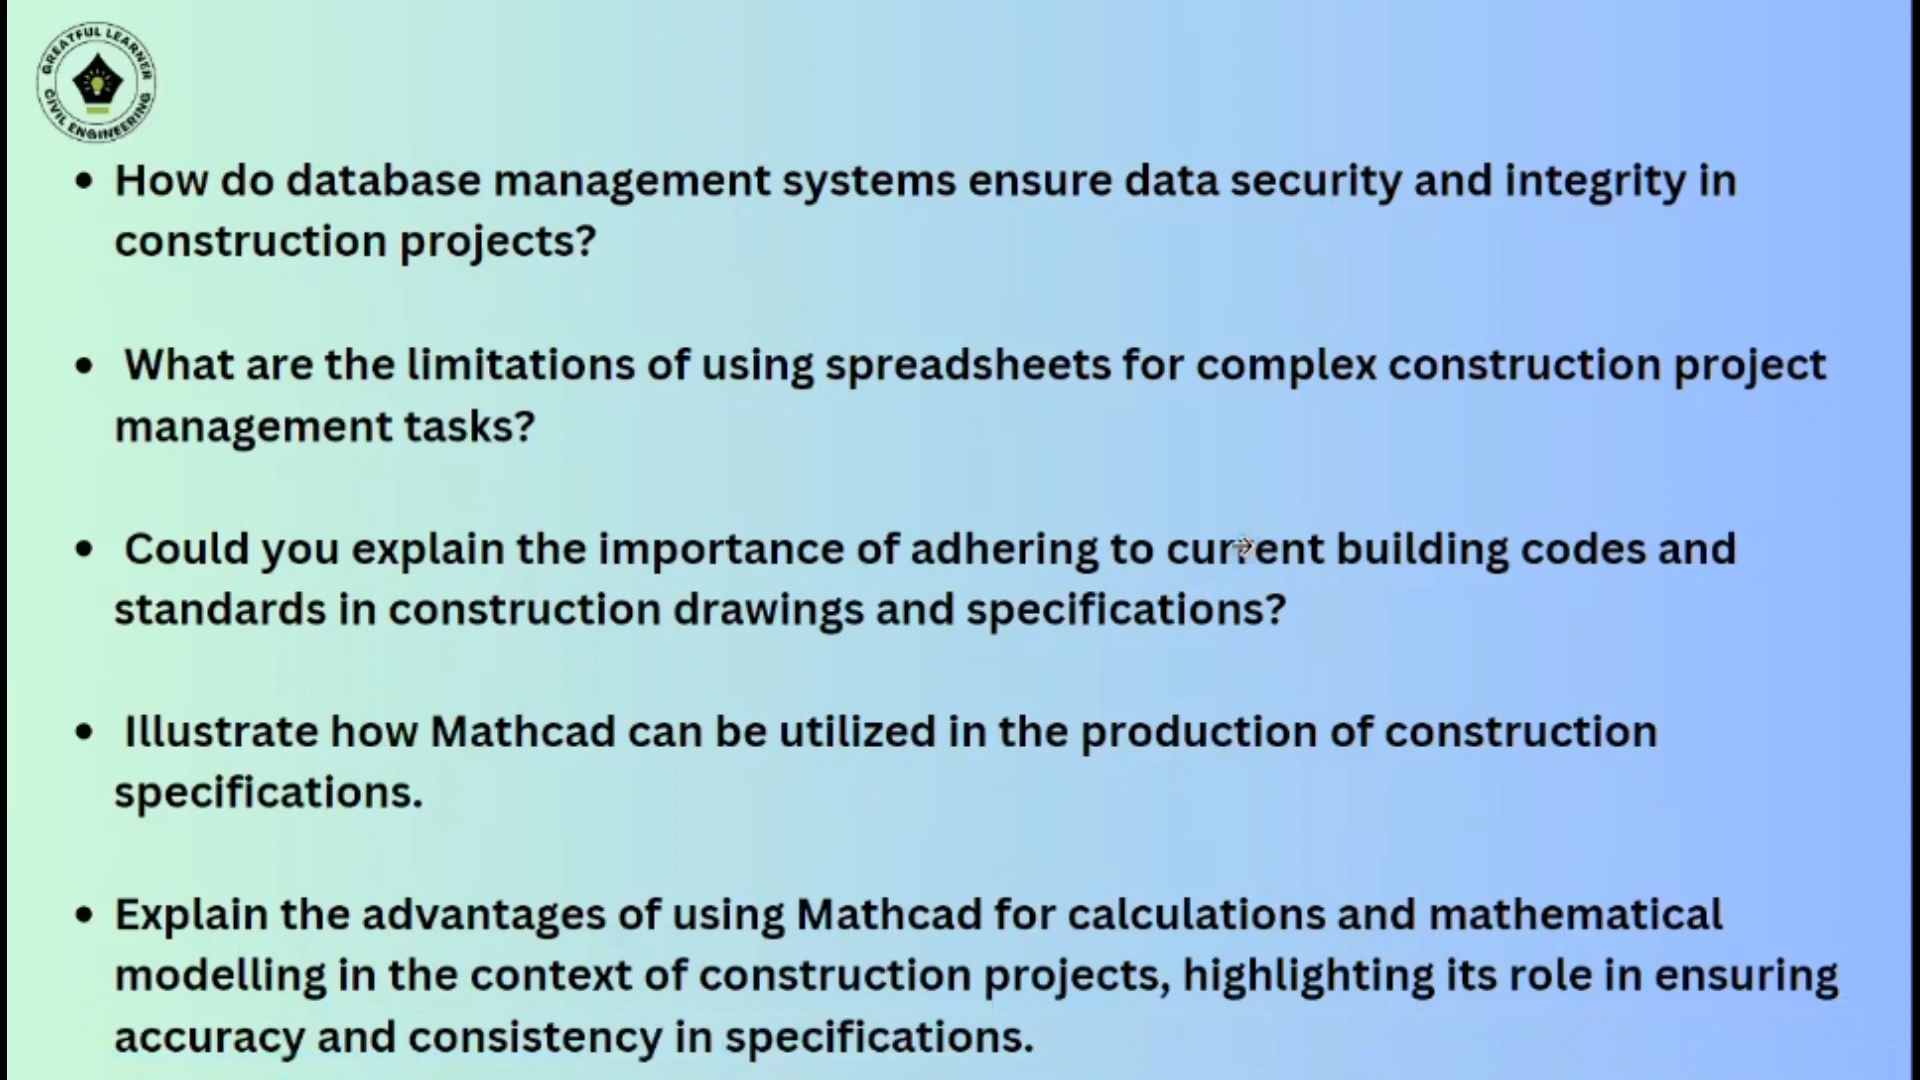 GREATFUL LEARNER
CIVIL ENGINEERING
• How do database management systems ensure data security and integrity in
construction projects?
• What are the limitations of using spreadsheets for complex construction project
management tasks?
• Could you explain the importance of adhering to current building codes and
standards in construction drawings and specifications?
• Illustrate how Mathcad can be utilized in the production of construction
specifications.
• Explain the advantages of using Mathcad for calculations and mathematical
modelling in the context of construction projects, highlighting its role in ensuring
accuracy and consistency in specifications.